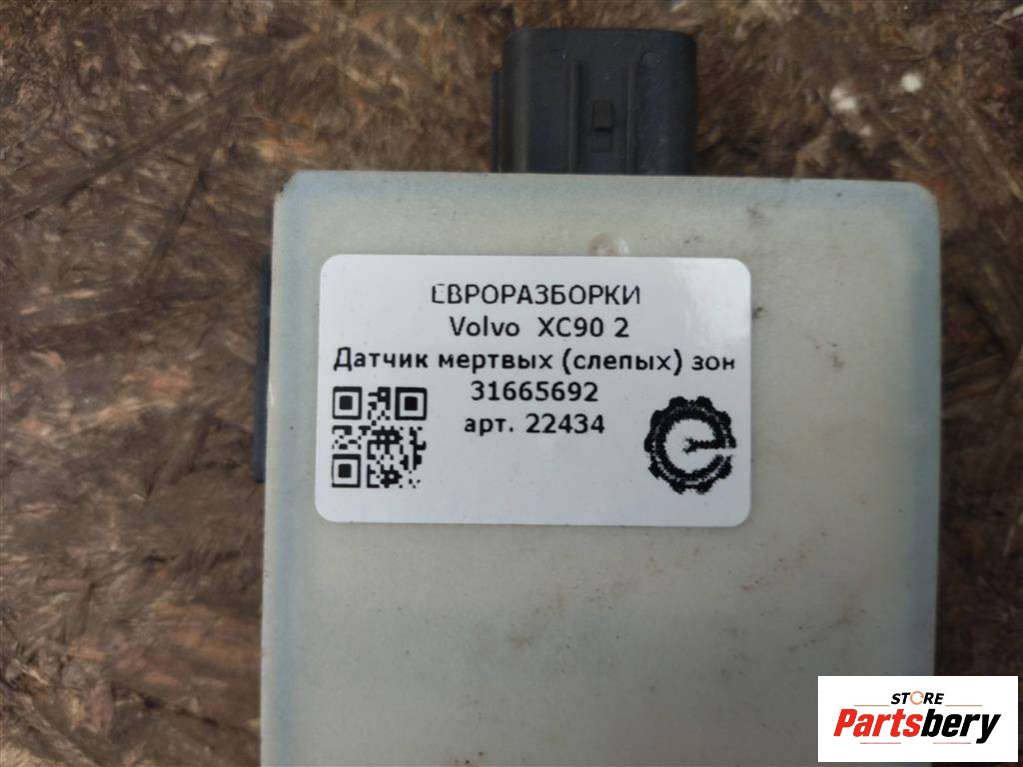 ЕВРОРАЗБОРКИ
Volvo XC90 2
Датчик мертвых (слепых) зон
31665692
арт. 22434
STORE
Partsbery